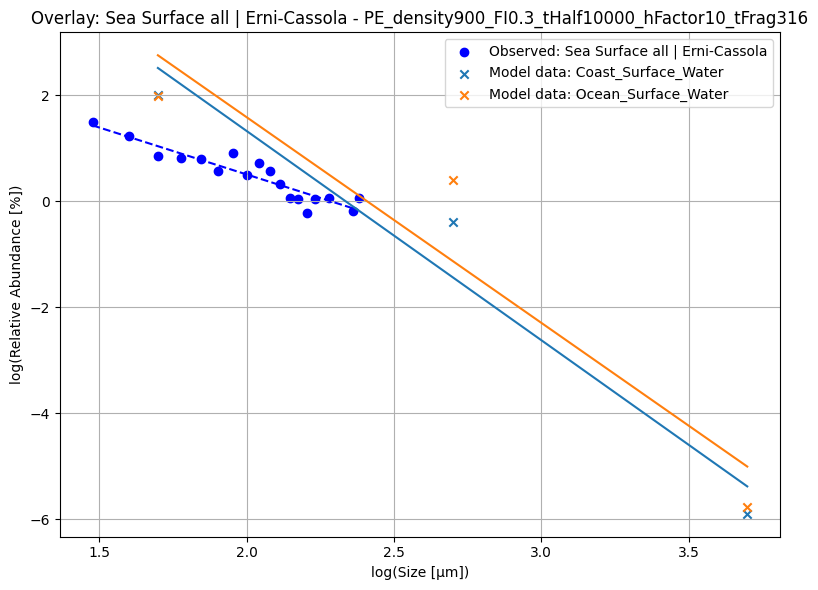 Overlay: Sea Surface all | Erni-Cassola - PE_density900_FI0.3_tHalf10000_hFactor10_tFrag316
Observed: Sea Surface all | Erni-Cassola
Model data: Coast_Surface_Water
Model data: Ocean_Surface_Water
log(Relative Abundance [%])
2
0
−2
−4
−6
1.5
2.0
2.5
3.0
3.5
log(Size [μm])